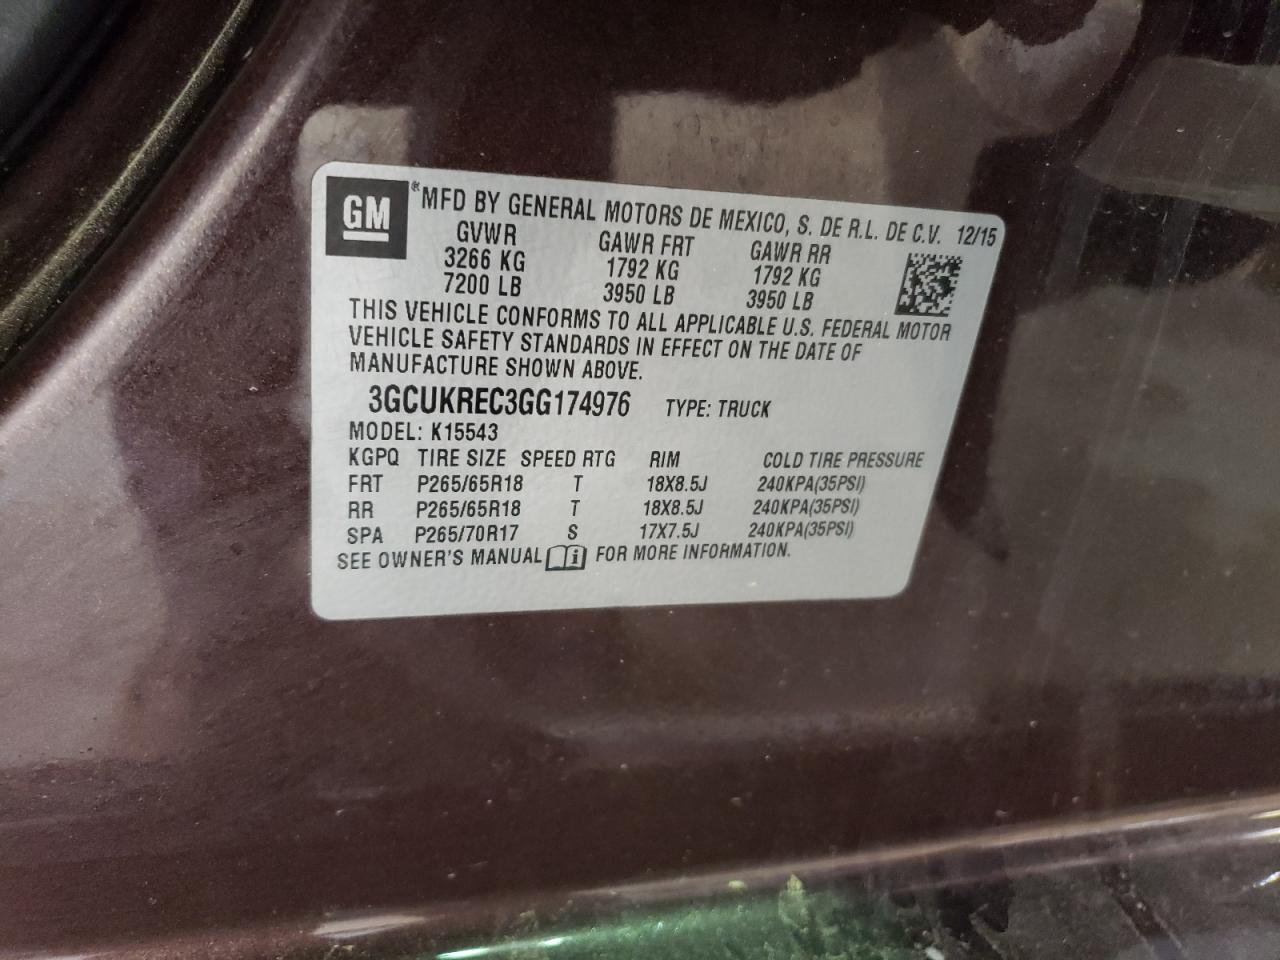 GM ® MFD BY GENERAL MOTORS DE MEXICO, S. DE R.L. DE C.V. 12/15
GVWR GAWR FRT GAWR RR
3266 KG 1792 KG 1792 KG
7200 LB 3950 LB 3950 LB
THIS VEHICLE CONFORMS TO ALL APPLICABLE U.S. FEDERAL MOTOR
VEHICLE SAFETY STANDARDS IN EFFECT ON THE DATE OF
MANUFACTURE SHOWN ABOVE.
3GCUKREC3GG174976 TYPE: TRUCK
MODEL: K15543
KGPQ TIRE SIZE SPEED RTG RIM COLD TIRE PRESSURE
FRT P265/65R18 T 18X8.5J 240KPA(35PSI)
RR P265/65R18 T 18X8.5J 240KPA(35PSI)
SPA P265/70R17 S 17X7.5J 240KPA(35PSI)
SEE OWNER'S MANUAL i FOR MORE INFORMATION.